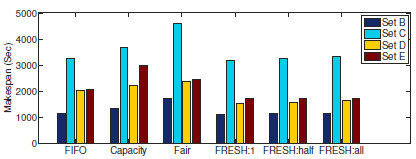 5000
4000
3000
2000
1000
0
Makespan (Sec)
Set B
Set C
Set D
Set E
FIFO Capacity Fair FRESH:1 FRESH:half FRESH:all